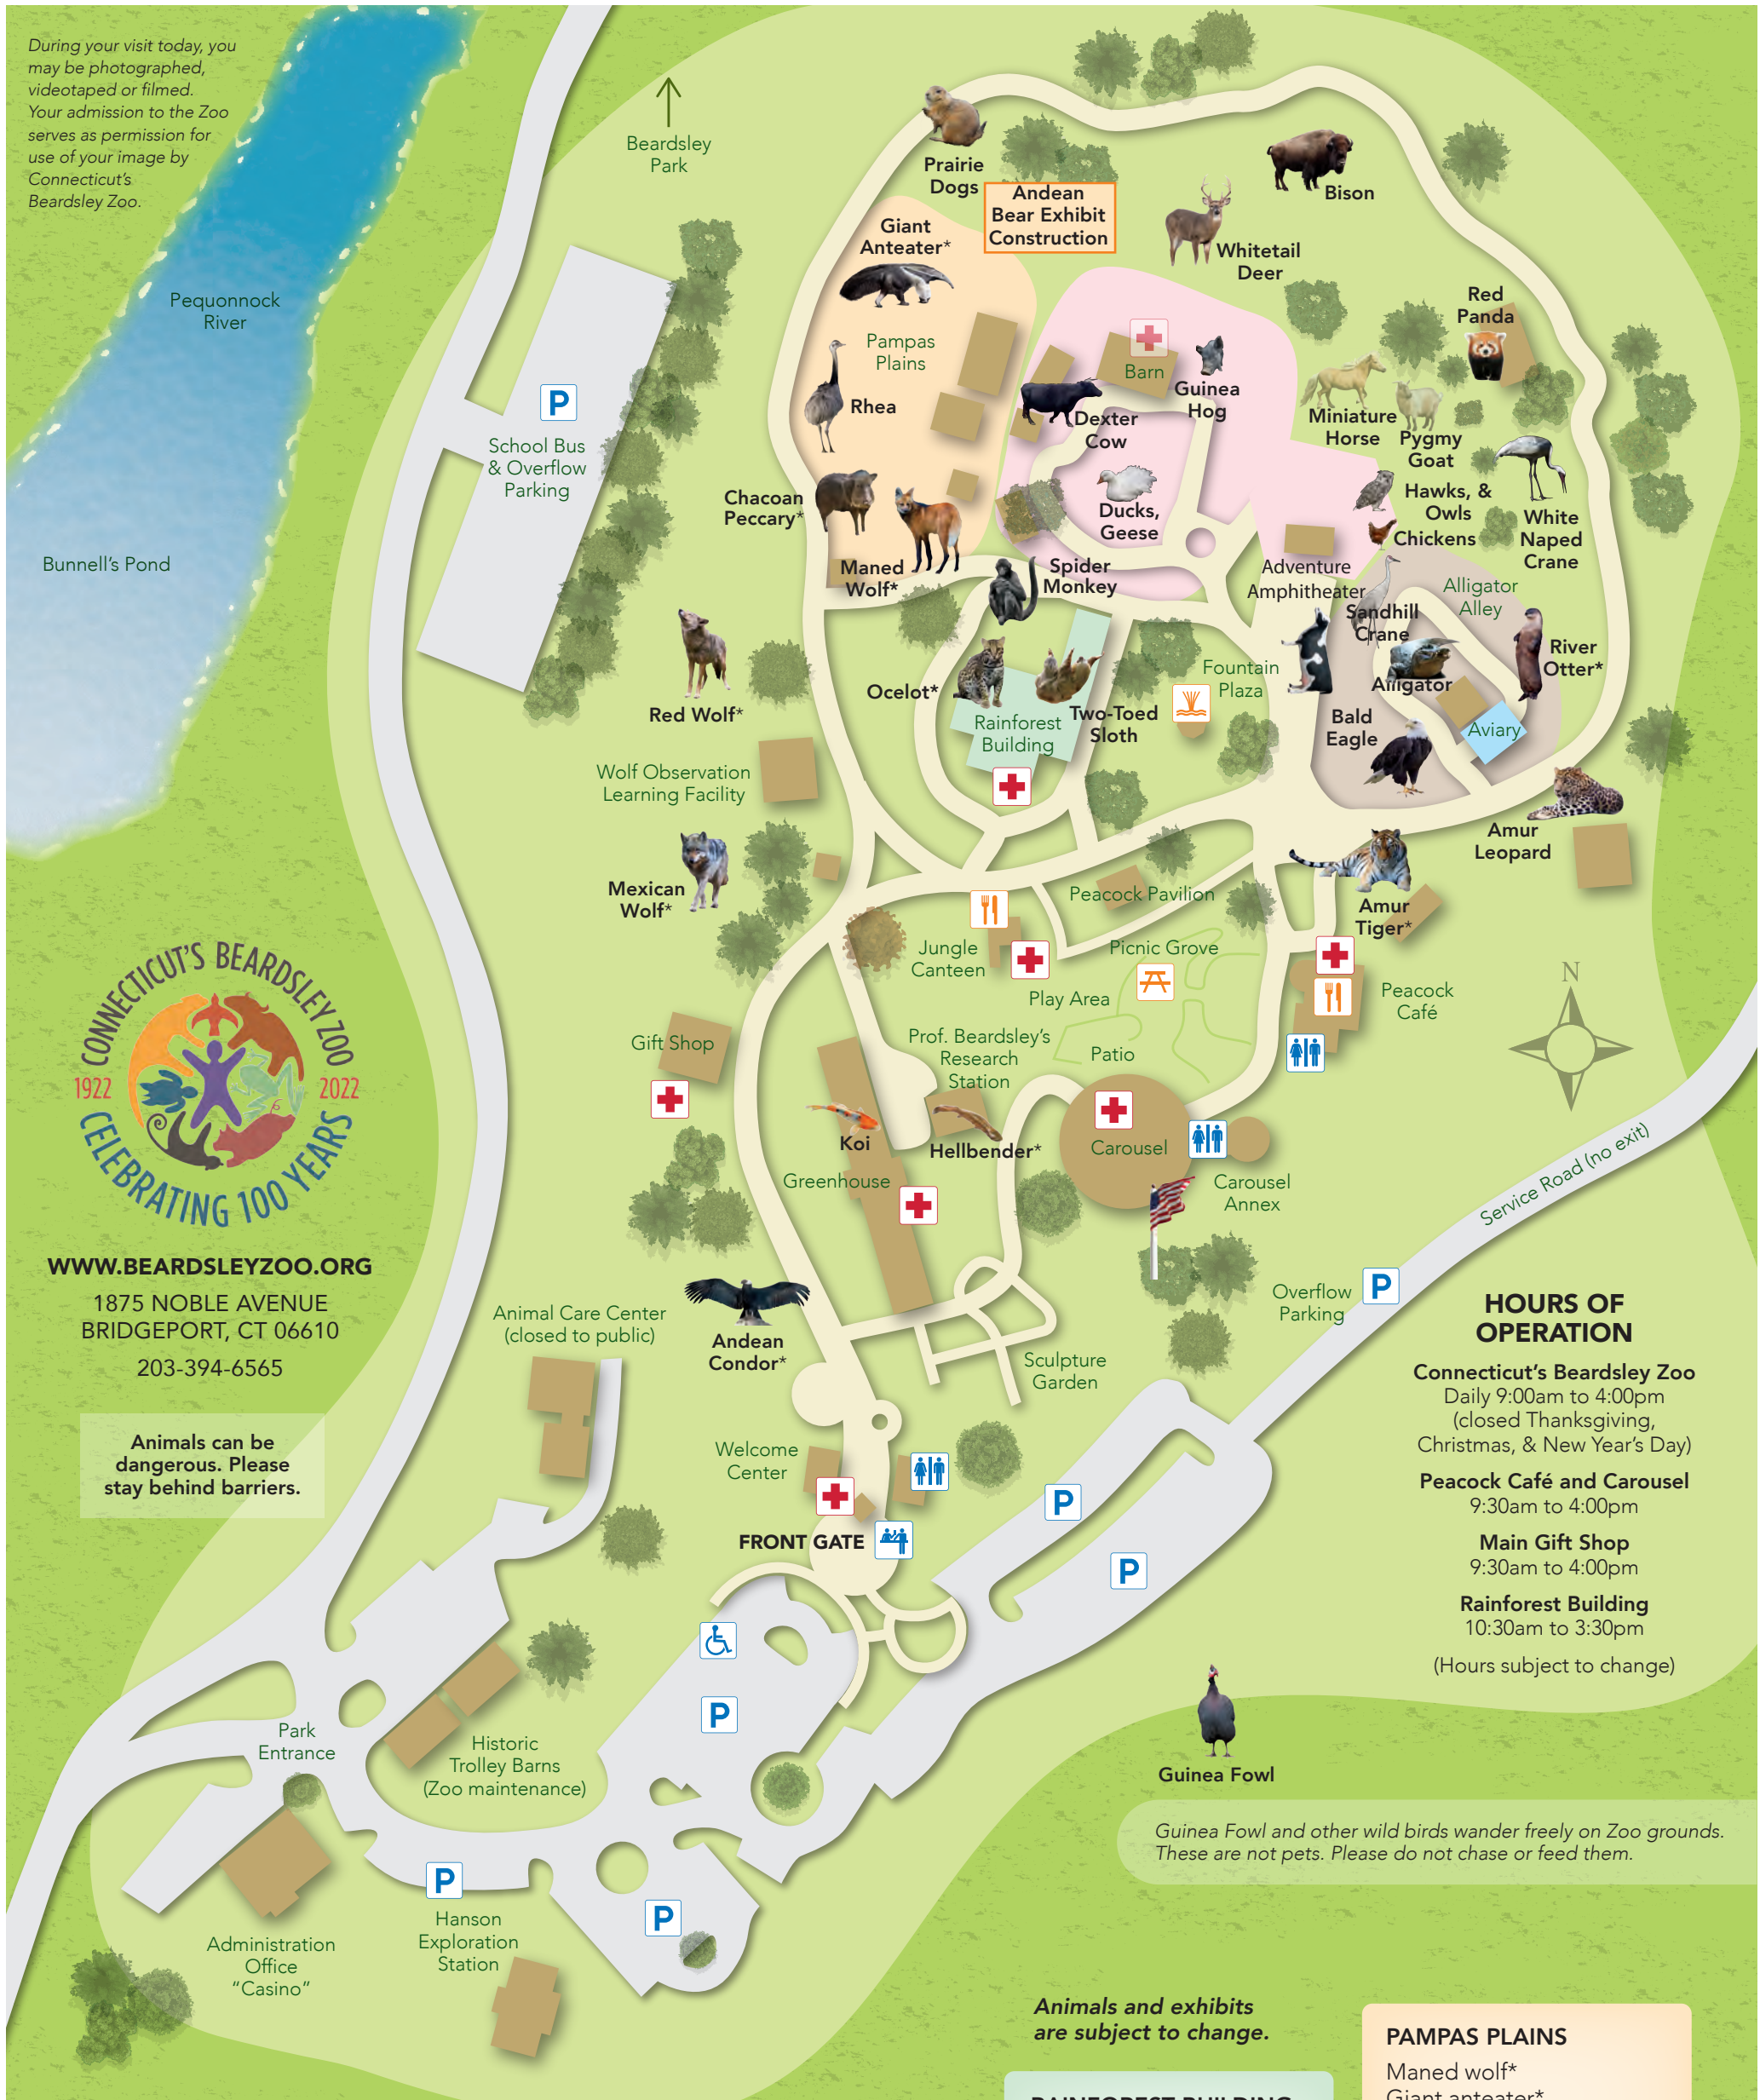 During your visit today, you
may be photographed,
videotaped or filmed.
Your admission to the Zoo
serves as permission for
use of your image by
Connecticut's
Beardsley Zoo.
Beardsley
Park
Pequonnock
River
Bunnell's Pond
P
School Bus
& Overflow
Parking
Prairie
Dogs
Andean
Bear Exhibit
Construction
Bison
Whitetail
Deer
Giant
Anteater*
Pampas
Plains
Rhea
Chacoan
Peccary*
Maned
Wolf*
Barn
Guinea
Hog
Dexter
Cow
Ducks,
Geese
Red
Panda
Miniature
Horse
Pygmy
Goat
Hawks, &
Owls
Chickens
White
Naped
Crane
Adventure
Amphitheater
Alligator
Alley
Sandhill
Crane
Alligator
River
Otter*
Bald
Eagle
Aviary
Spider
Monkey
Ocelot*
Two-Toed
Sloth
Rainforest
Building
Fountain
Plaza
Red Wolf*
Wolf Observation
Learning Facility
Mexican
Wolf*
Amur
Leopard
Amur
Tiger*
Peacock Pavilion
Jungle
Canteen
Picnic Grove
Play Area
Peacock
Café
N
Gift Shop
Prof. Beardsley's
Research
Station
Patio
Koi
Hellbender*
Greenhouse
Carousel
Carousel
Annex
Service Road (no exit)
CONNECTICUT'S BEARDSLEY ZOO
1922
2022
CELEBRATING 100 YEARS
WWW.BEARDSLEYZOO.ORG
1875 NOBLE AVENUE
BRIDGEPORT, CT 06610
203-394-6565
Animals can be
dangerous. Please
stay behind barriers.
Animal Care Center
(closed to public)
Andean
Condor*
Sculpture
Garden
Overflow
Parking
P
Welcome
Center
FRONT GATE
P
P
P
HOURS OF
OPERATION
Connecticut's Beardsley Zoo
Daily 9:00am to 4:00pm
(closed Thanksgiving,
Christmas, & New Year's Day)
Peacock Café and Carousel
9:30am to 4:00pm
Main Gift Shop
9:30am to 4:00pm
Rainforest Building
10:30am to 3:30pm
(Hours subject to change)
Park
Entrance
Historic
Trolley Barns
(Zoo maintenance)
Guinea Fowl
Guinea Fowl and other wild birds wander freely on Zoo grounds.
These are not pets. Please do not chase or feed them.
P
P
Administration
Office
"Casino"
Hanson
Exploration
Station
Animals and exhibits
are subject to change.
RAINFOREST BUILDING
PAMPAS PLAINS
Maned wolf*
Giant anteater*